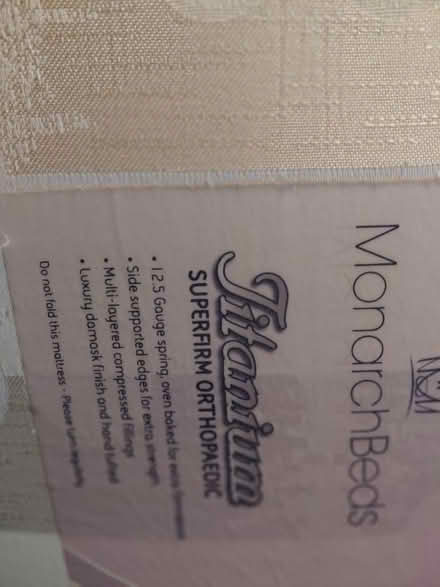 MonarchBeds
Titanium
SUPERFIRM ORTHOPAEDIC
• 12.5 Gauge spring, oven baked for extra
• Side supported edges for extra strength
• Multi-layered compressed fillings
• Luxury damask finish and hand tufted
Do not fold this mattress - Please turn regularly